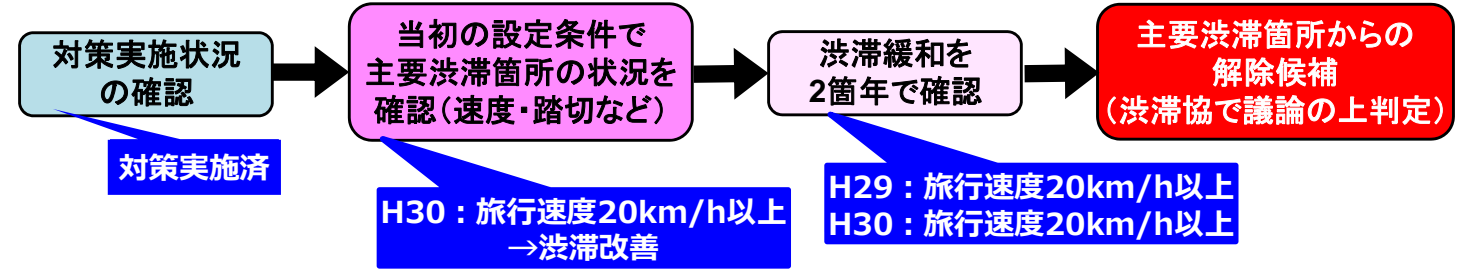 対策実施状況
の確認
当初の設定条件で
主要渋滞箇所の状況を
確認(速度・踏切など)
渋滞緩和を
2箇年で確認
主要渋滞箇所からの
解除候補
(渋滞協で議論の上判定)
対策実施済
H30:旅行速度20km/h以上
→渋滞改善
H29:旅行速度20km/h以上
H30:旅行速度20km/h以上